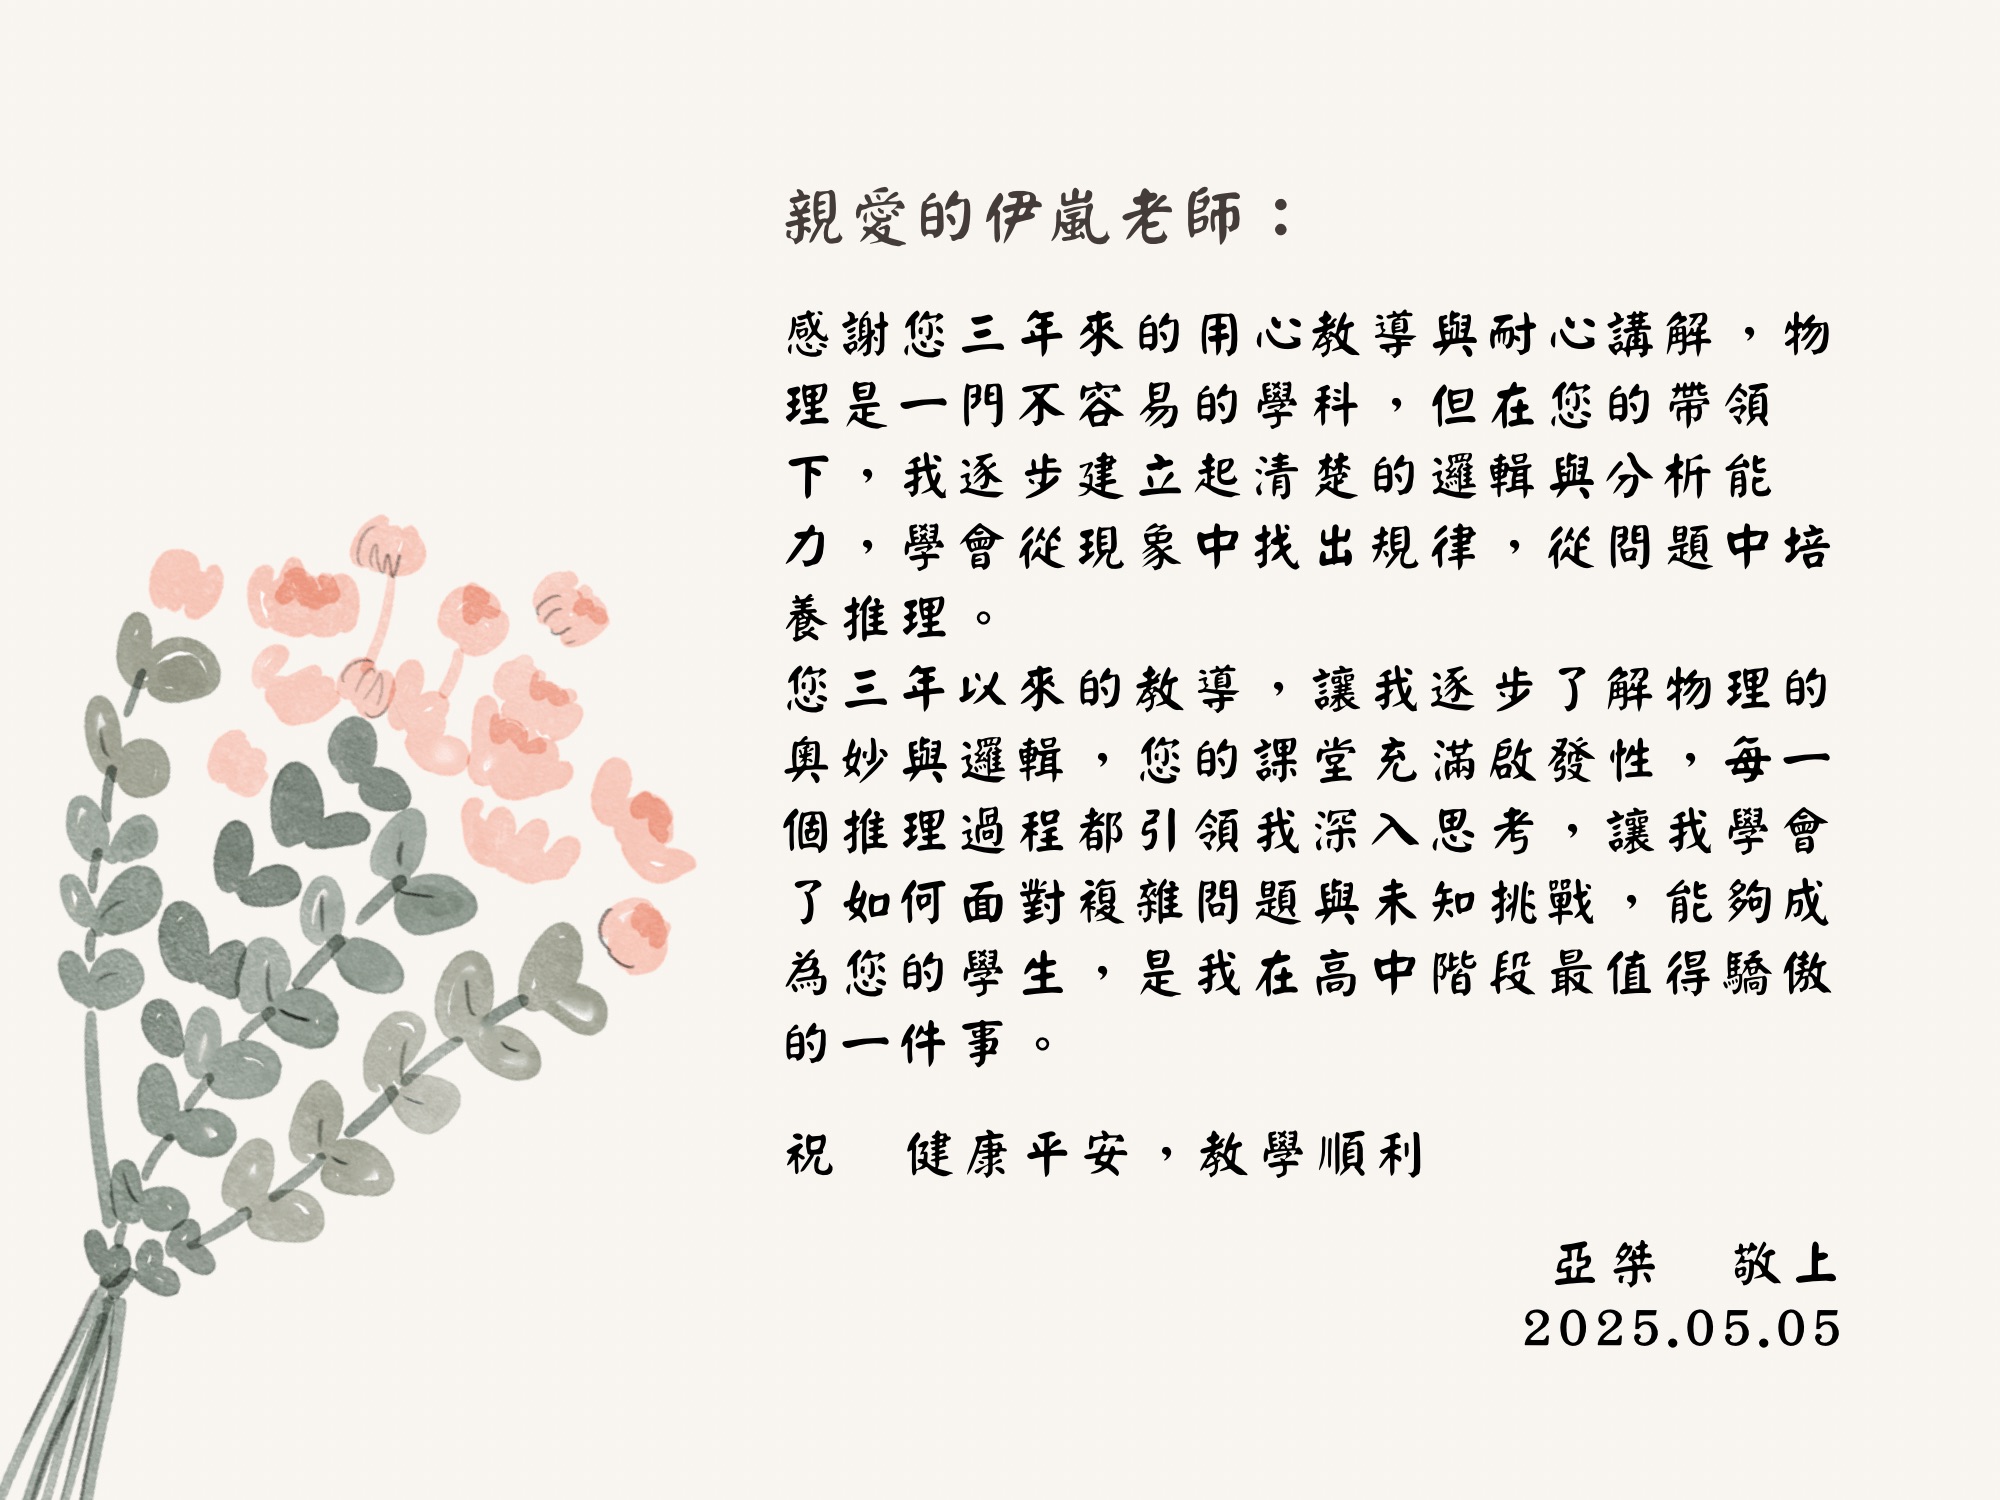 親愛的伊嵐老師：
感謝您三年來的用心教導與耐心講解，物
理是一門不容易的學科，但在您的帶領
下，我逐步建立起清楚的邏輯與分析能
力，學會從現象中找出規律，從問題中培
養推理。
您三年以來的教導，讓我逐步了解物理的
奧妙與邏輯，您的課堂充滿啟發性，每一
個推理過程都引領我深入思考，讓我學會
了如何面對複雜問題與未知挑戰，能夠成
為您的學生，是我在高中階段最值得驕傲
的一件事。
祝　健康平安，教學順利
亞桀　敬上
2025.05.05